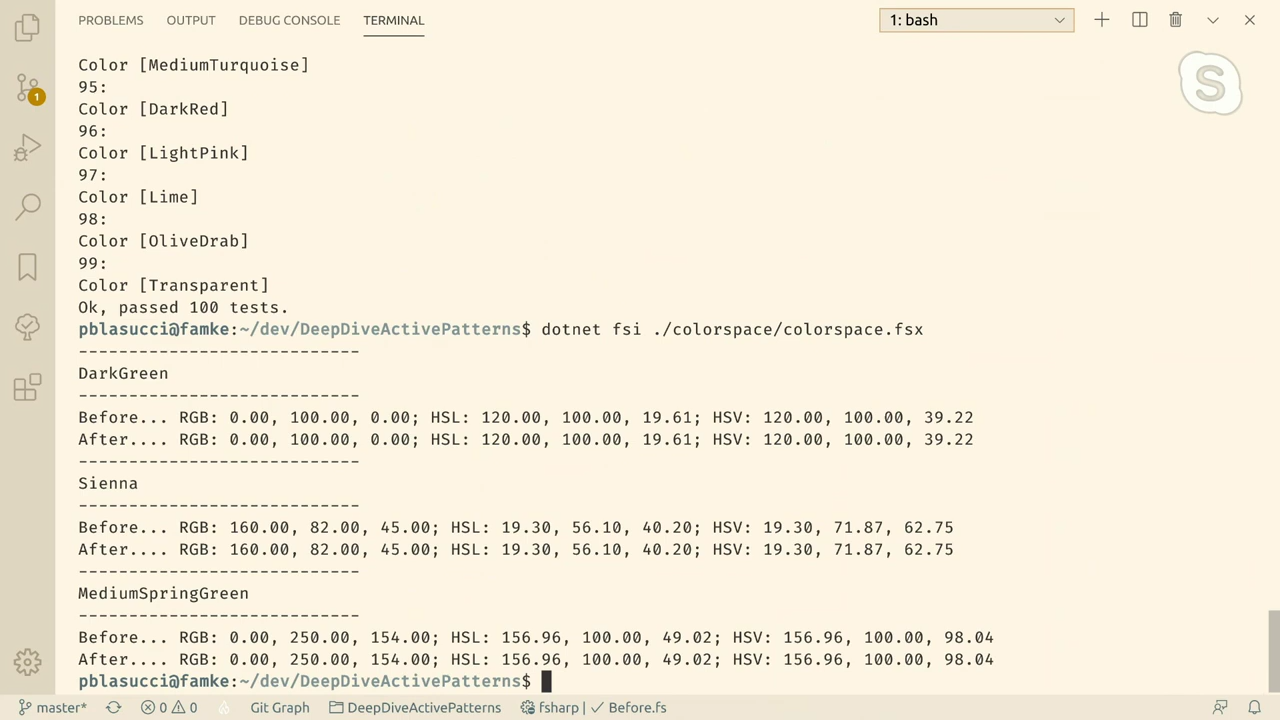 PROBLEMS OUTPUT DEBUG CONSOLE TERMINAL 1: bash
Color [MediumTurquoise]
95:
Color [DarkRed]
96:
Color [LightPink]
97:
Color [Lime]
98:
Color [OliveDrab]
99:
Color [Transparent]
Ok, passed 100 tests.
pblasucci@famke:~/dev/DeepDiveActivePatterns$ dotnet fsi ./colorspace/colorspace.fsx
----------------------------
DarkGreen
----------------------------
Before... RGB: 0.00, 100.00, 0.00; HSL: 120.00, 100.00, 19.61; HSV: 120.00, 100.00, 39.22
After.... RGB: 0.00, 100.00, 0.00; HSL: 120.00, 100.00, 19.61; HSV: 120.00, 100.00, 39.22
----------------------------
Sienna
----------------------------
Before... RGB: 160.00, 82.00, 45.00; HSL: 19.30, 56.10, 40.20; HSV: 19.30, 71.87, 62.75
After.... RGB: 160.00, 82.00, 45.00; HSL: 19.30, 56.10, 40.20; HSV: 19.30, 71.87, 62.75
----------------------------
MediumSpringGreen
----------------------------
Before... RGB: 0.00, 250.00, 154.00; HSL: 156.96, 100.00, 49.02; HSV: 156.96, 100.00, 98.04
After.... RGB: 0.00, 250.00, 154.00; HSL: 156.96, 100.00, 49.02; HSV: 156.96, 100.00, 98.04
pblasucci@famke:~/dev/DeepDiveActivePatterns$
1
S
master* 0 0 Git Graph DeepDiveActivePatterns fsharp | ✓ Before.fs